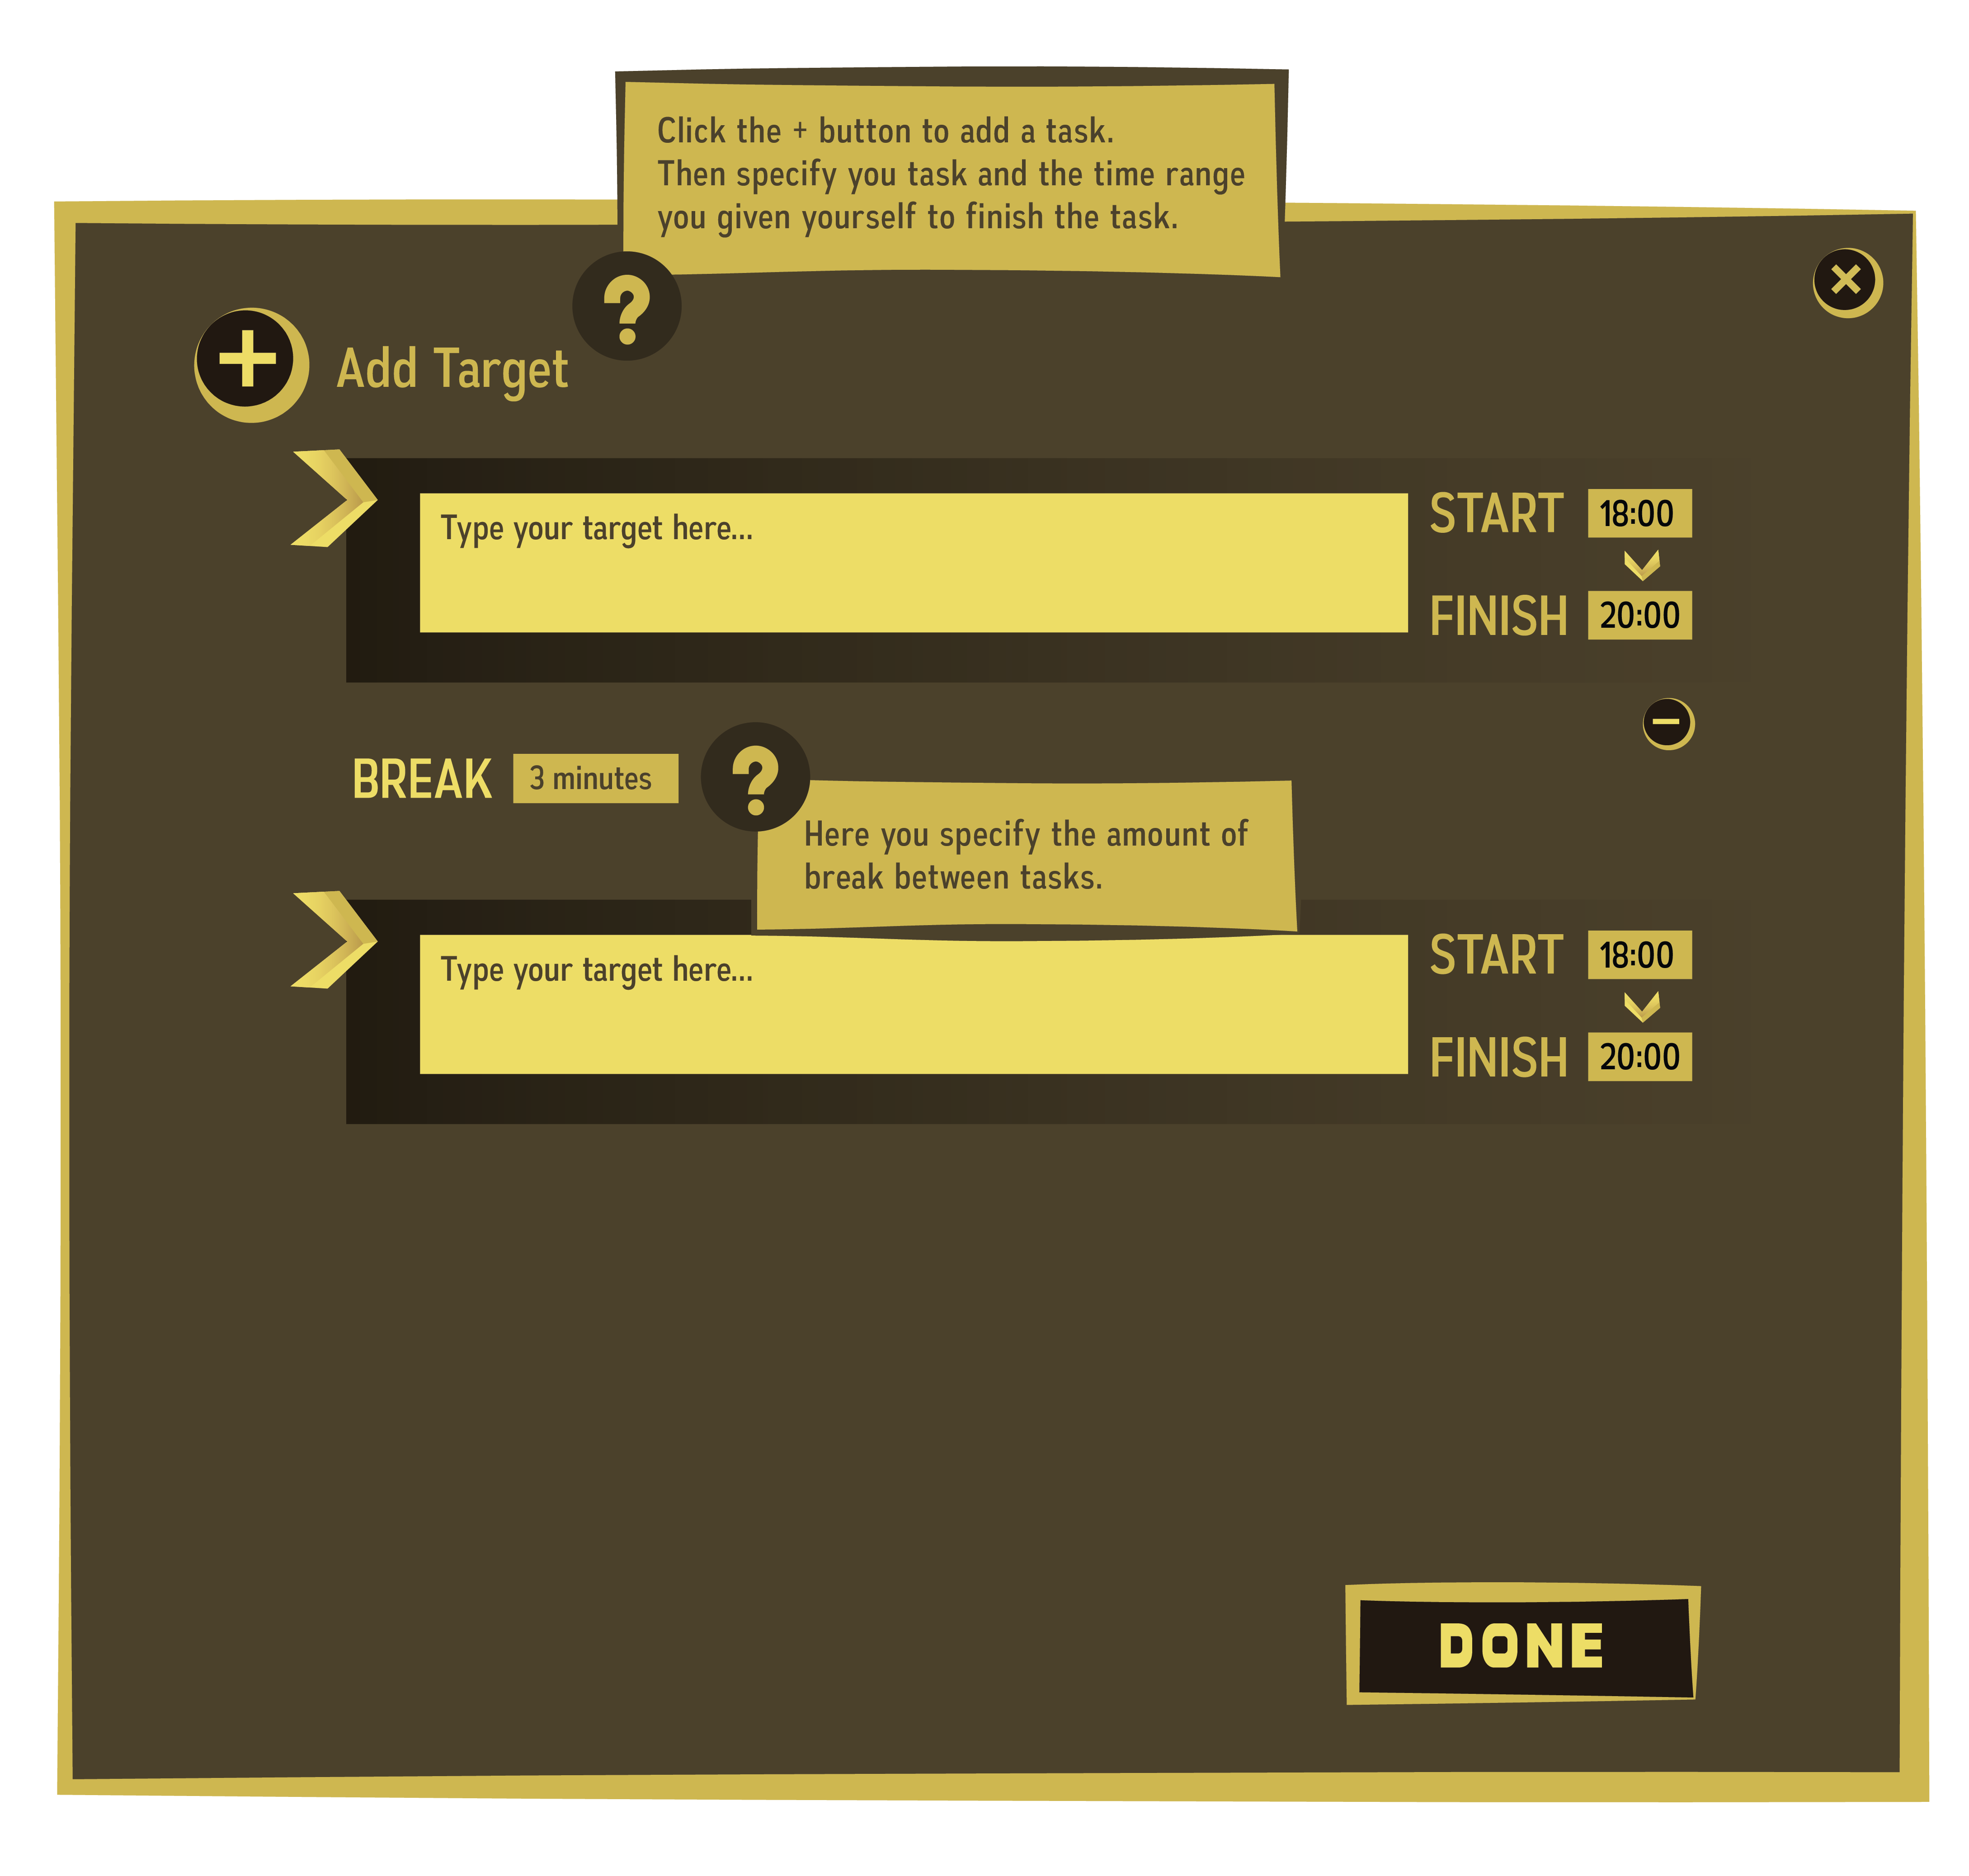 Click the + button to add a task.
Then specify you task and the time range
you given yourself to finish the task.
?
×
+ Add Target
Type your target here...
START 18:00
FINISH 20:00
−
BREAK 3 minutes ?
Here you specify the amount of
break between tasks.
Type your target here...
START 18:00
FINISH 20:00
DONE